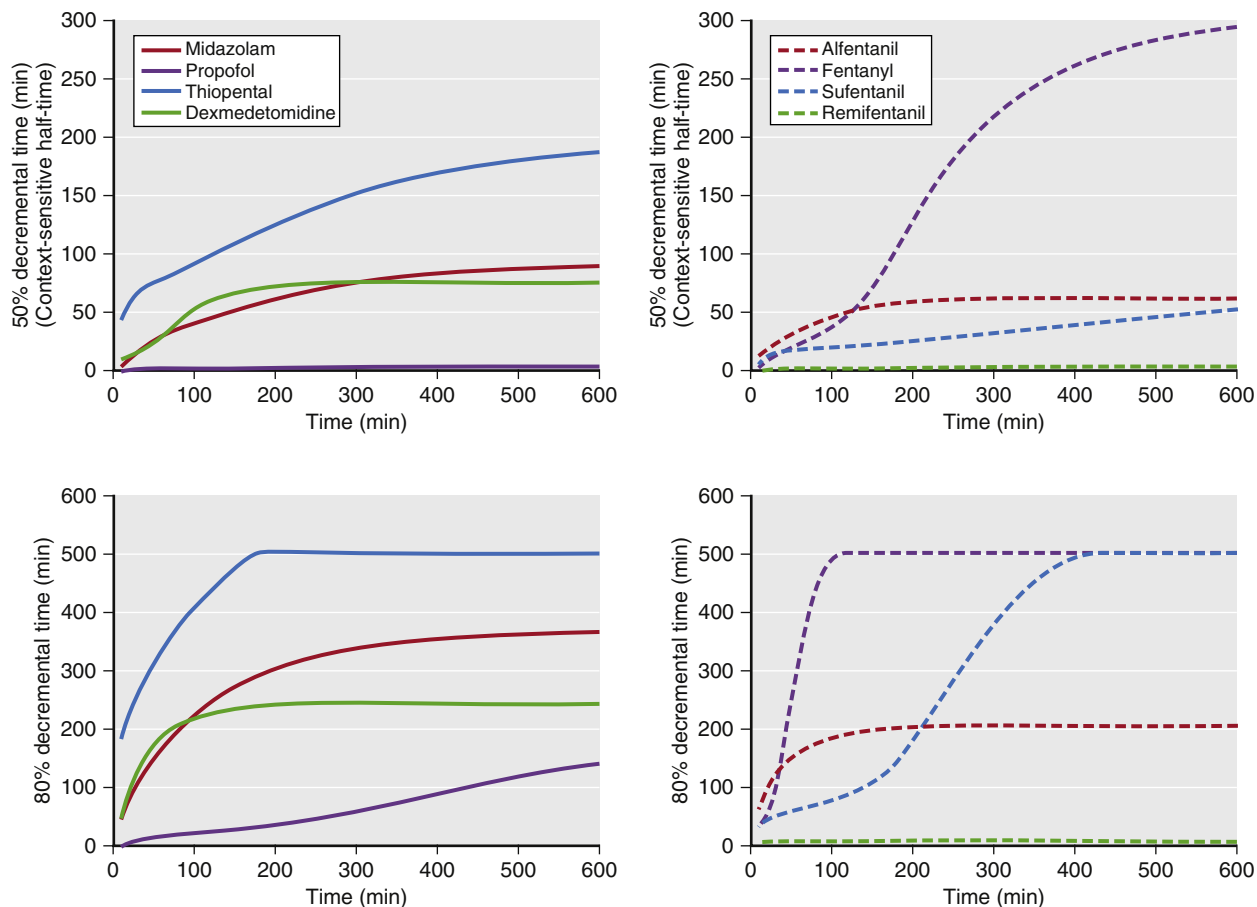 50% decremental time (min)
(Context-sensitive half-time)
300
250
200
150
100
50
0
Midazolam
Propofol
Thiopental
Dexmedetomidine
0 100 200 300 400 500 600
Time (min)
50% decremental time (min)
(Context-sensitive half-time)
300
250
200
150
100
50
0
Alfentanil
Fentanyl
Sufentanil
Remifentanil
0 100 200 300 400 500 600
Time (min)
80% decremental time (min)
600
500
400
300
200
100
0
0 100 200 300 400 500 600
Time (min)
80% decremental time (min)
600
500
400
300
200
100
0
0 100 200 300 400 500 600
Time (min)